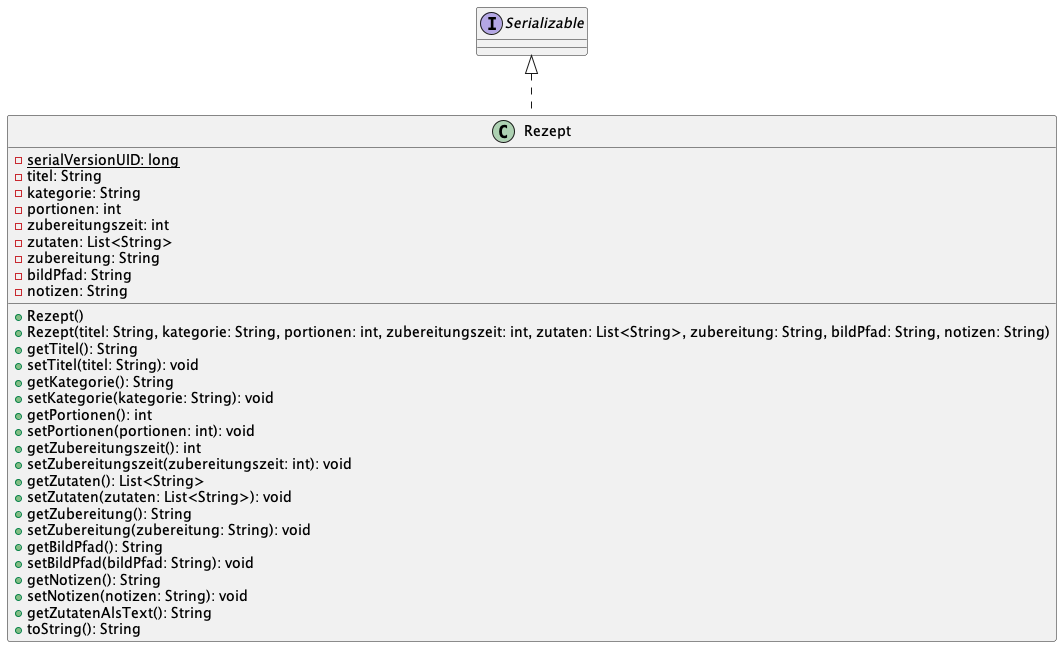 I Serializable
C Rezept
serialVersionUID: long
titel: String
kategorie: String
portionen: int
zubereitungszeit: int
zutaten: List<String>
zubereitung: String
bildPfad: String
notizen: String
Rezept()
Rezept(titel: String, kategorie: String, portionen: int, zubereitungszeit: int, zutaten: List<String>, zubereitung: String, bildPfad: String, notizen: String)
getTitel(): String
setTitel(titel: String): void
getKategorie(): String
setKategorie(kategorie: String): void
getPortionen(): int
setPortionen(portionen: int): void
getZubereitungszeit(): int
setZubereitungszeit(zubereitungszeit: int): void
getZutaten(): List<String>
setZutaten(zutaten: List<String>): void
getZubereitung(): String
setZubereitung(zubereitung: String): void
getBildPfad(): String
setBildPfad(bildPfad: String): void
getNotizen(): String
setNotizen(notizen: String): void
getZutatenAlsText(): String
toString(): String